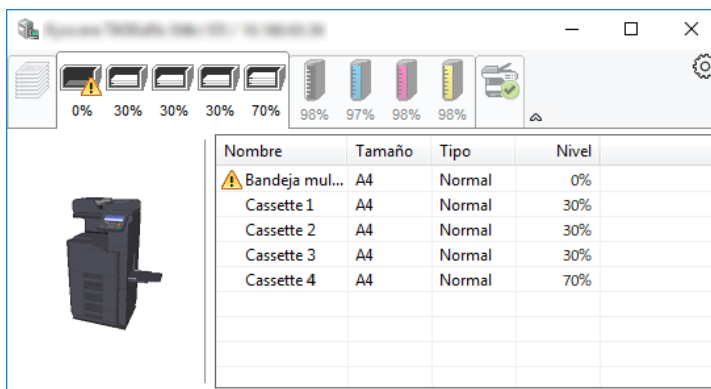 0% 30% 30% 30% 70% 98% 97% 98% 98%
Nombre Tamaño Tipo Nivel
Bandeja mul... A4 Normal 0%
Cassette 1 A4 Normal 30%
Cassette 2 A4 Normal 30%
Cassette 3 A4 Normal 30%
Cassette 4 A4 Normal 70%